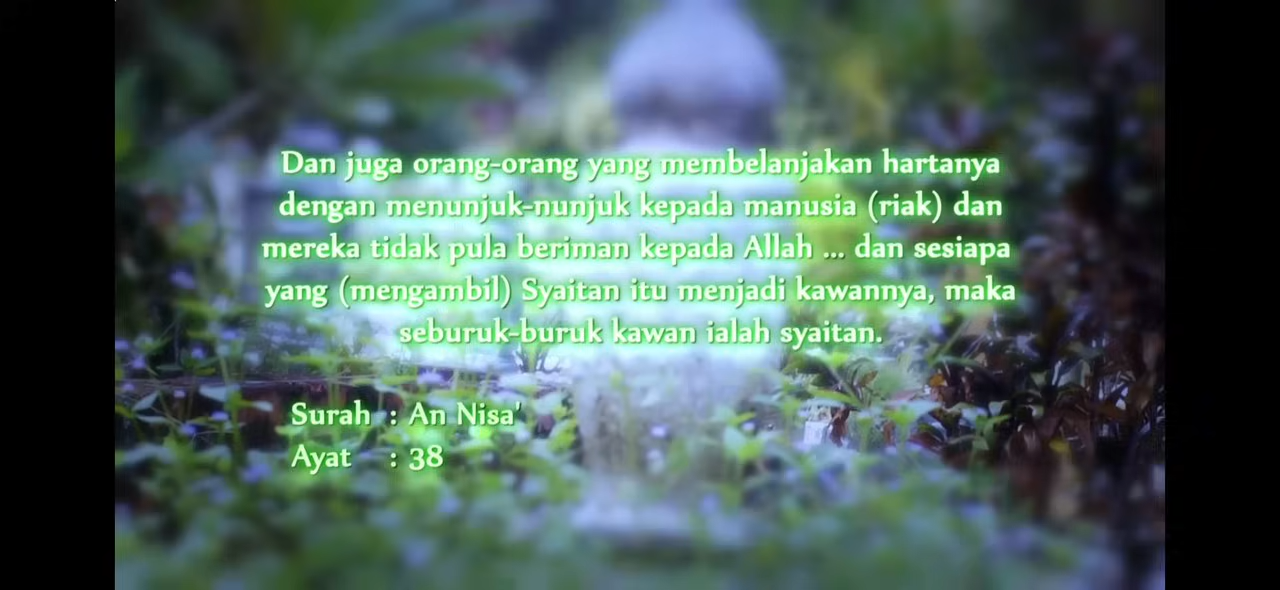 Dan juga orang-orang yang membelanjakan hartanya
dengan menunjuk-nunjuk kepada manusia (riak) dan
mereka tidak pula beriman kepada Allah ... dan sesiapa
yang (mengambil) Syaitan itu menjadi kawannya, maka
seburuk-buruk kawan ialah syaitan.
Surah : An Nisa'
Ayat : 38